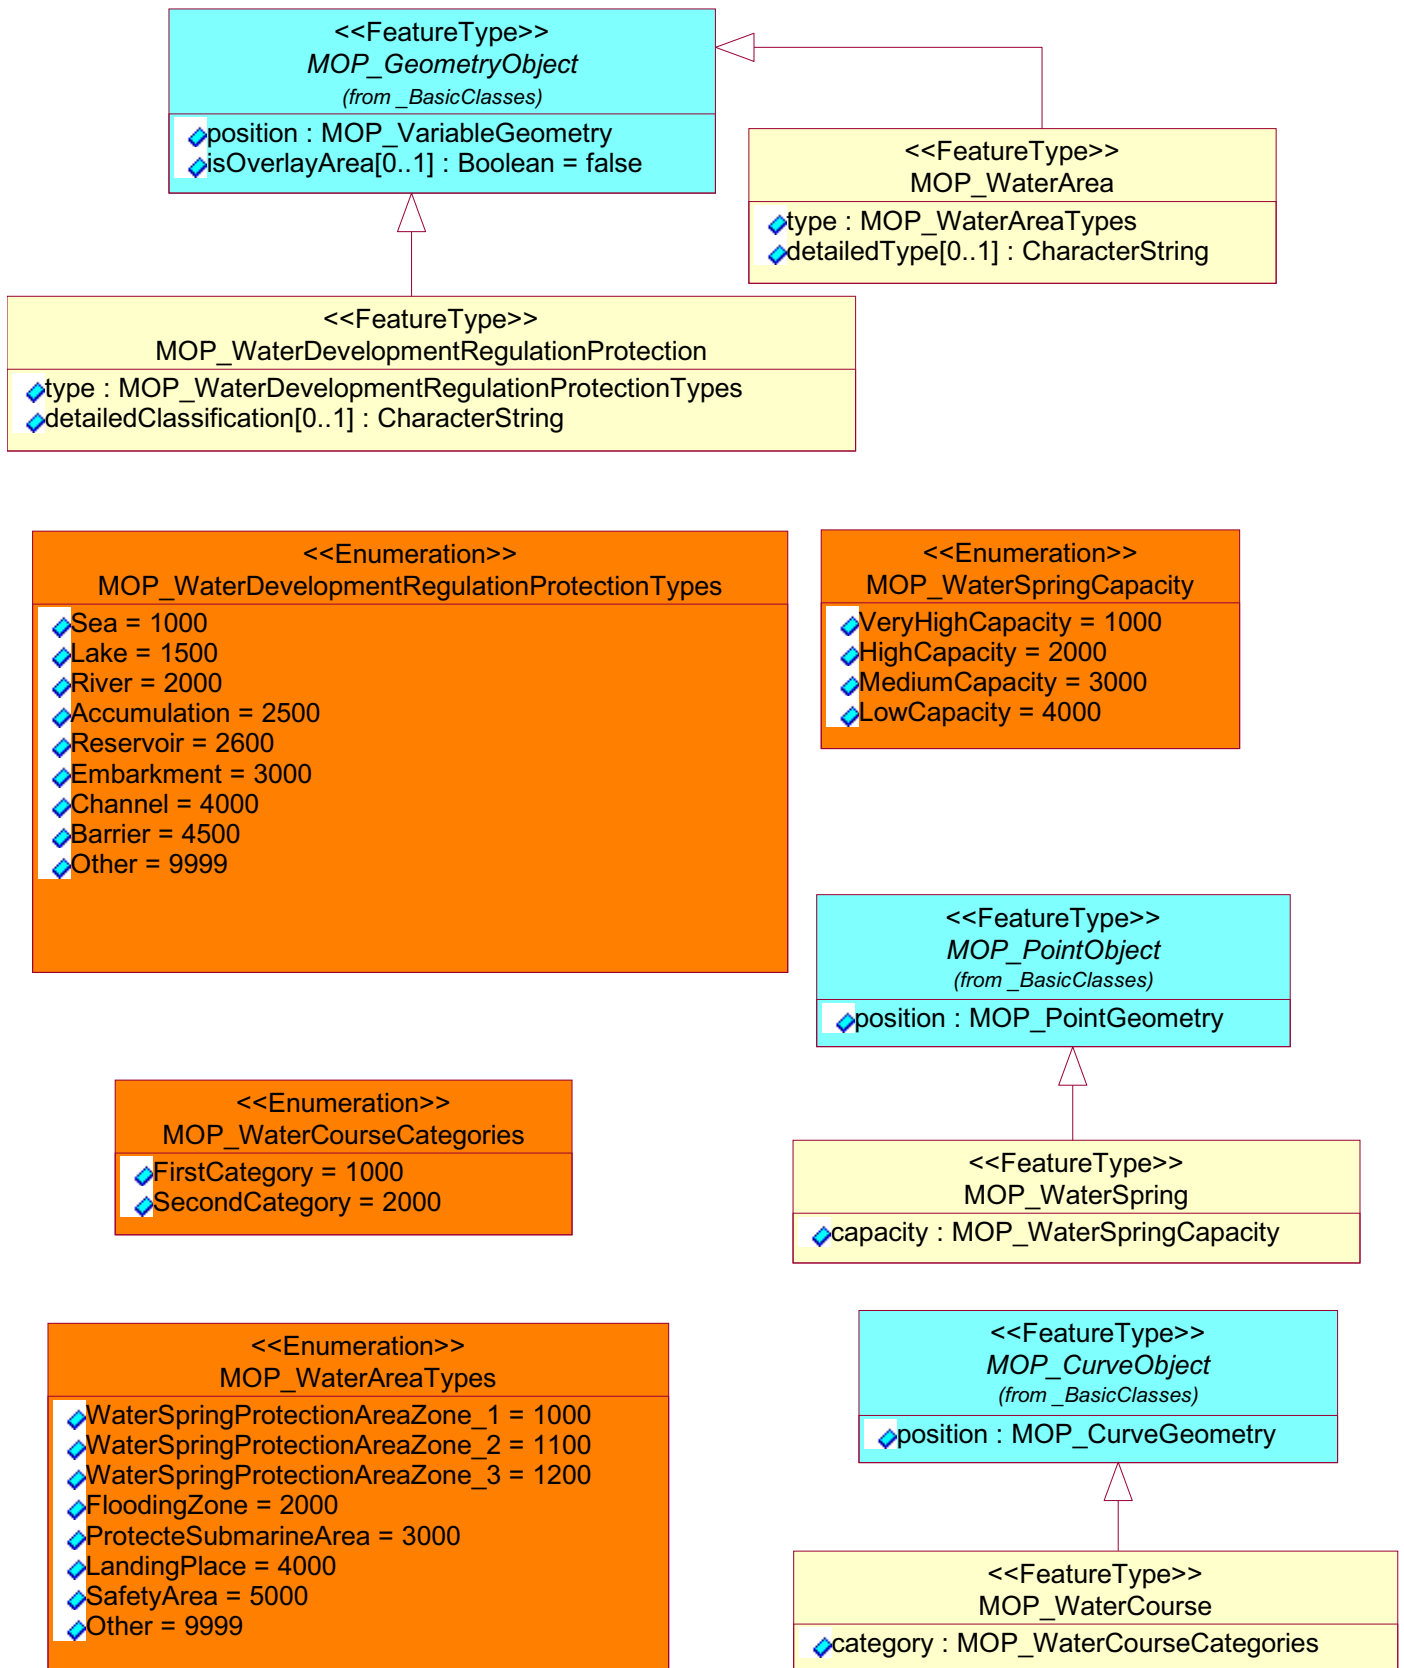 <<FeatureType>>
MOP_GeometryObject
(from _BasicClasses)
position : MOP_VariableGeometry
isOverlayArea[0..1] : Boolean = false
<<FeatureType>>
MOP_WaterArea
type : MOP_WaterAreaTypes
detailedType[0..1] : CharacterString
<<FeatureType>>
MOP_WaterDevelopmentRegulationProtection
type : MOP_WaterDevelopmentRegulationProtectionTypes
detailedClassification[0..1] : CharacterString
<<Enumeration>>
MOP_WaterDevelopmentRegulationProtectionTypes
Sea = 1000
Lake = 1500
River = 2000
Accumulation = 2500
Reservoir = 2600
Embarkment = 3000
Channel = 4000
Barrier = 4500
Other = 9999
<<Enumeration>>
MOP_WaterSpringCapacity
VeryHighCapacity = 1000
HighCapacity = 2000
MediumCapacity = 3000
LowCapacity = 4000
<<FeatureType>>
MOP_PointObject
(from _BasicClasses)
position : MOP_PointGeometry
<<Enumeration>>
MOP_WaterCourseCategories
FirstCategory = 1000
SecondCategory = 2000
<<FeatureType>>
MOP_WaterSpring
capacity : MOP_WaterSpringCapacity
<<Enumeration>>
MOP_WaterAreaTypes
WaterSpringProtectionAreaZone_1 = 1000
WaterSpringProtectionAreaZone_2 = 1100
WaterSpringProtectionAreaZone_3 = 1200
FloodingZone = 2000
ProtecteSubmarineArea = 3000
LandingPlace = 4000
SafetyArea = 5000
Other = 9999
<<FeatureType>>
MOP_CurveObject
(from _BasicClasses)
position : MOP_CurveGeometry
<<FeatureType>>
MOP_WaterCourse
category : MOP_WaterCourseCategories